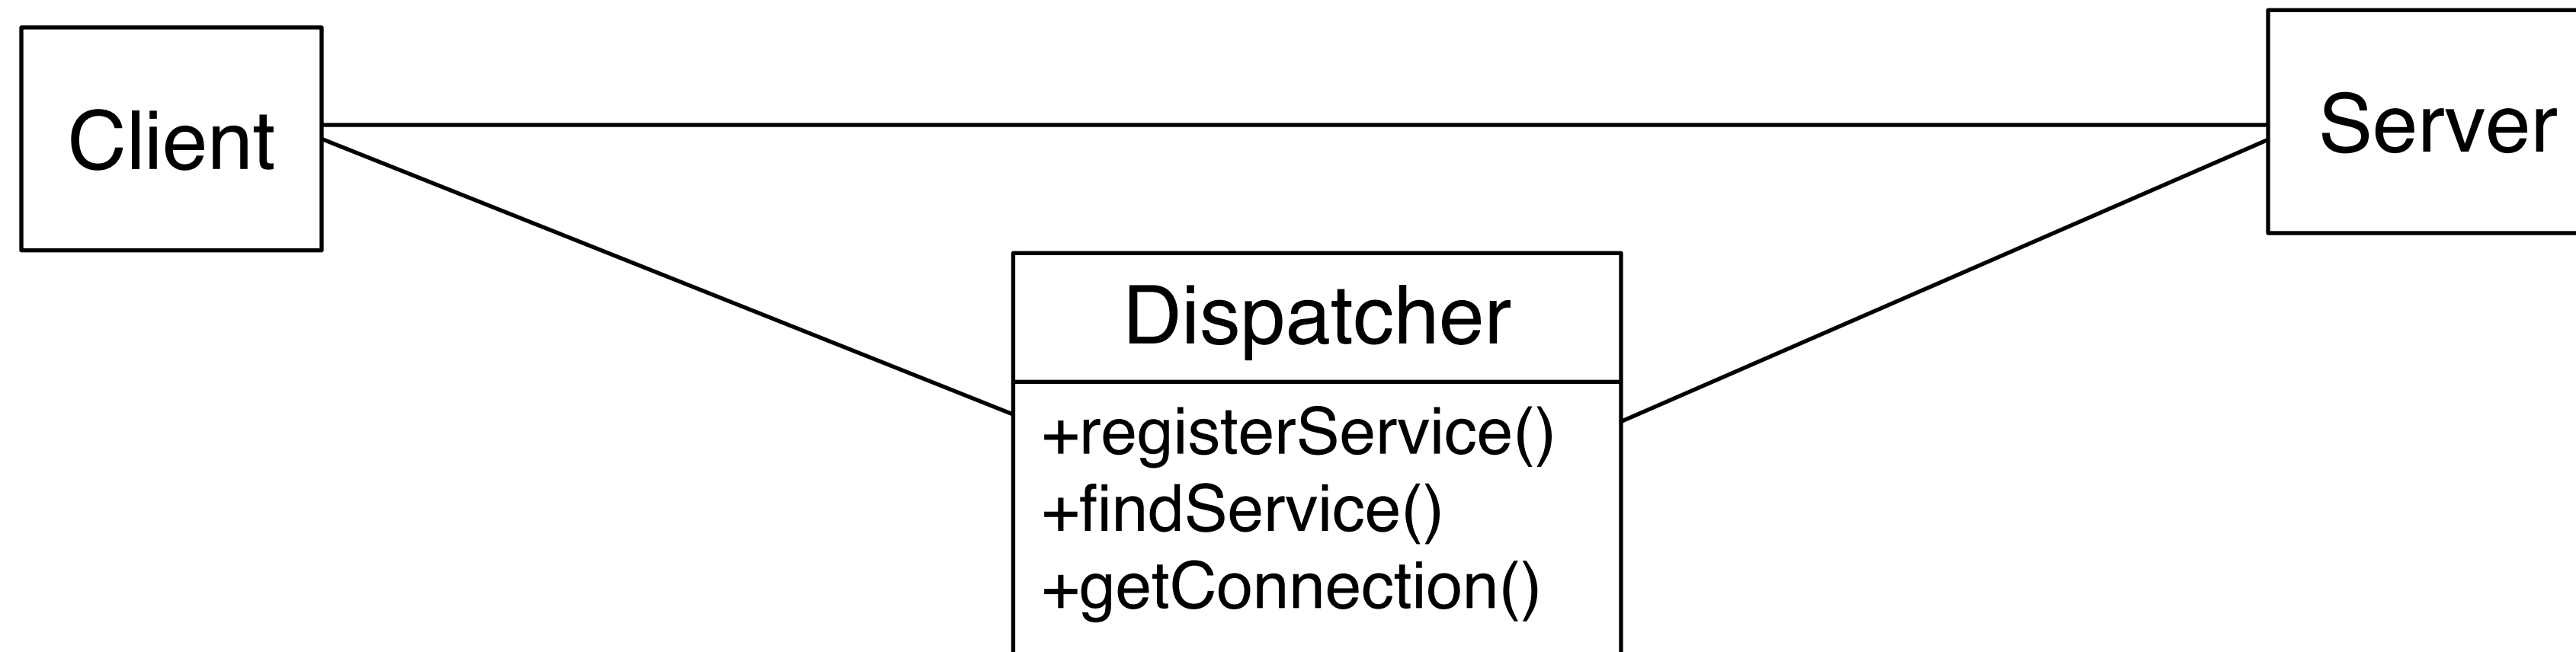 Client
Server
Dispatcher
+registerService()
+findService()
+getConnection()